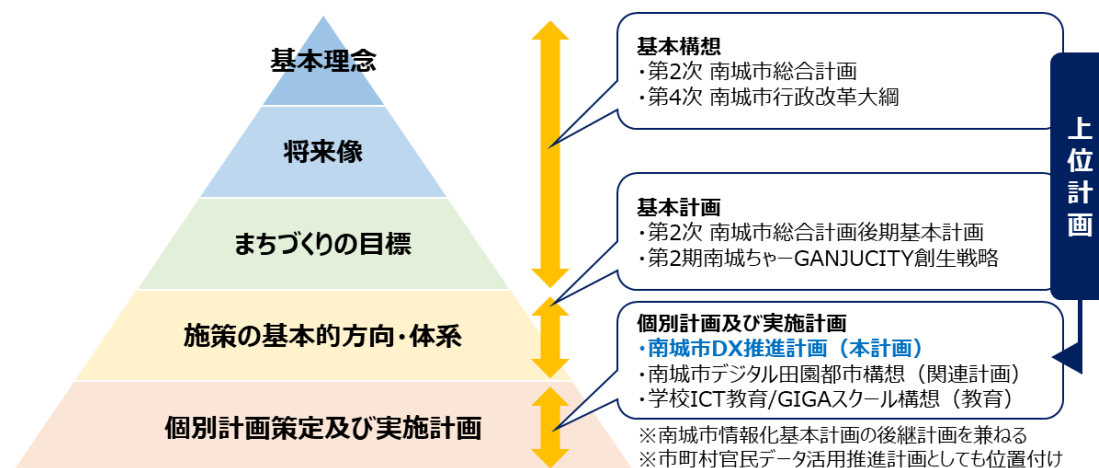 基本理念
将来像
まちづくりの目標
施策の基本的方向・体系
個別計画策定及び実施計画
基本構想
・第2次 南城市総合計画
・第4次 南城市行政改革大綱
基本計画
・第2次 南城市総合計画後期基本計画
・第2期南城ちゃーGANJUCITY創生戦略
個別計画及び実施計画
・南城市DX推進計画（本計画）
・南城市デジタル田園都市構想（関連計画）
・学校ICT教育/GIGAスクール構想（教育）
※南城市情報化基本計画の後継計画を兼ねる
※市町村官民データ活用推進計画としても位置付け
上位計画